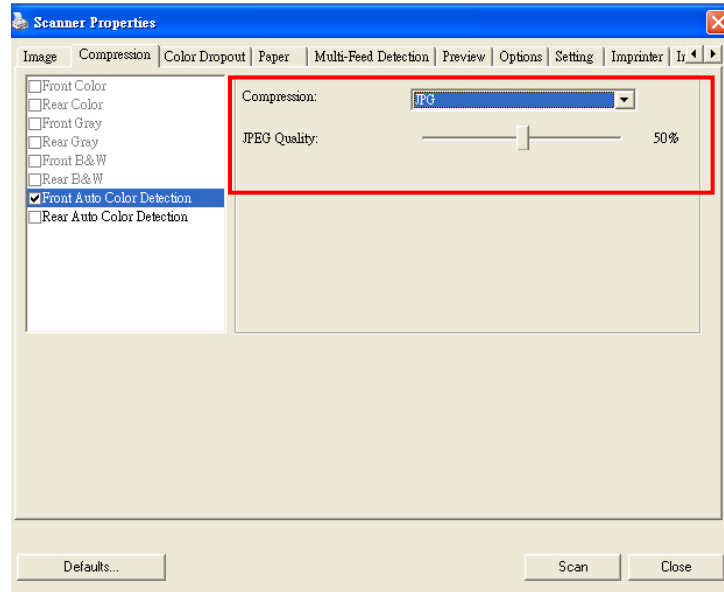 Scanner Properties
Image Compression Color Dropout Paper Multi-Feed Detection Preview Options Setting Imprinter
Front Color
Rear Color
Front Gray
Rear Gray
Front B&W
Rear B&W
Front Auto Color Detection
Rear Auto Color Detection
Compression: JPG
JPEG Quality: 50%
Defaults... Scan Close